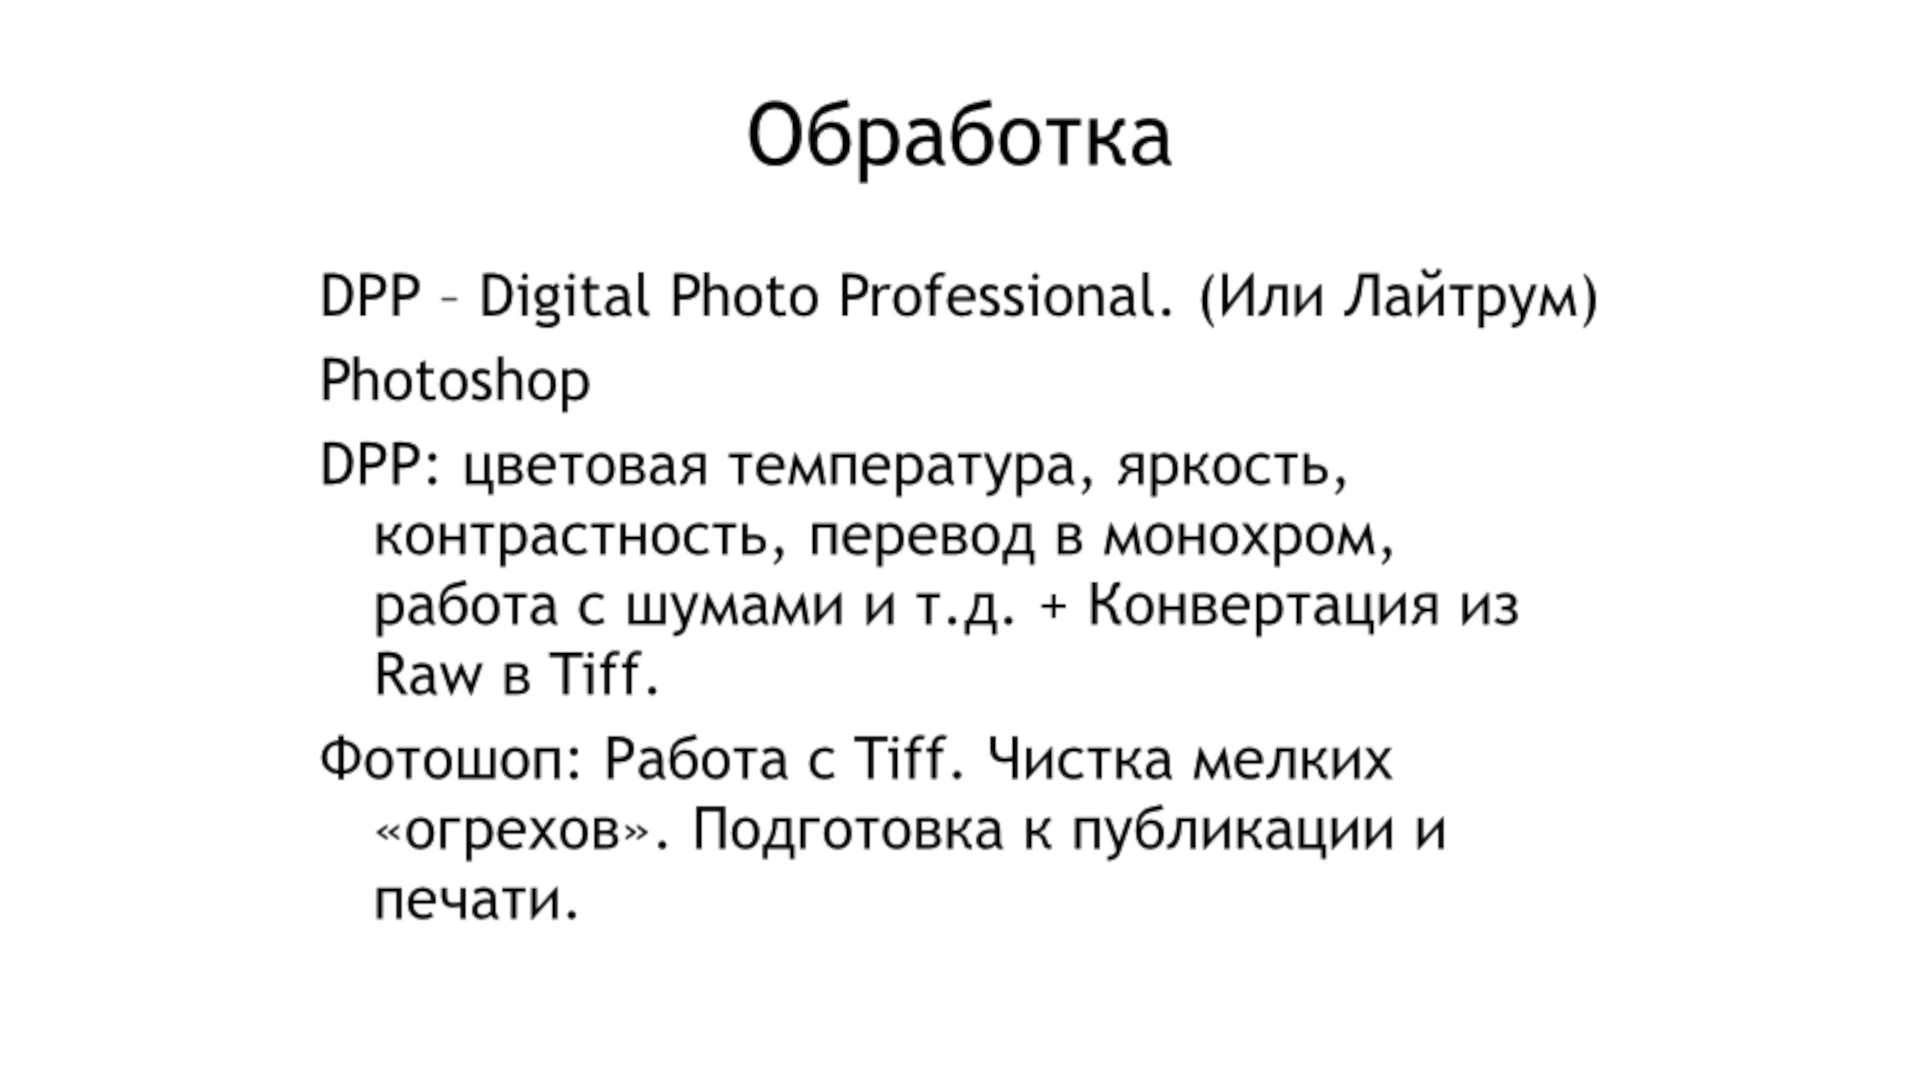 Обработка
DPP – Digital Photo Professional. (Или Лайтрум)
Photoshop
DPP: цветовая температура, яркость,
контрастность, перевод в монохром,
работа с шумами и т.д. + Конвертация из
Raw в Tiff.
Фотошоп: Работа с Tiff. Чистка мелких
«огрехов». Подготовка к публикации и
печати.